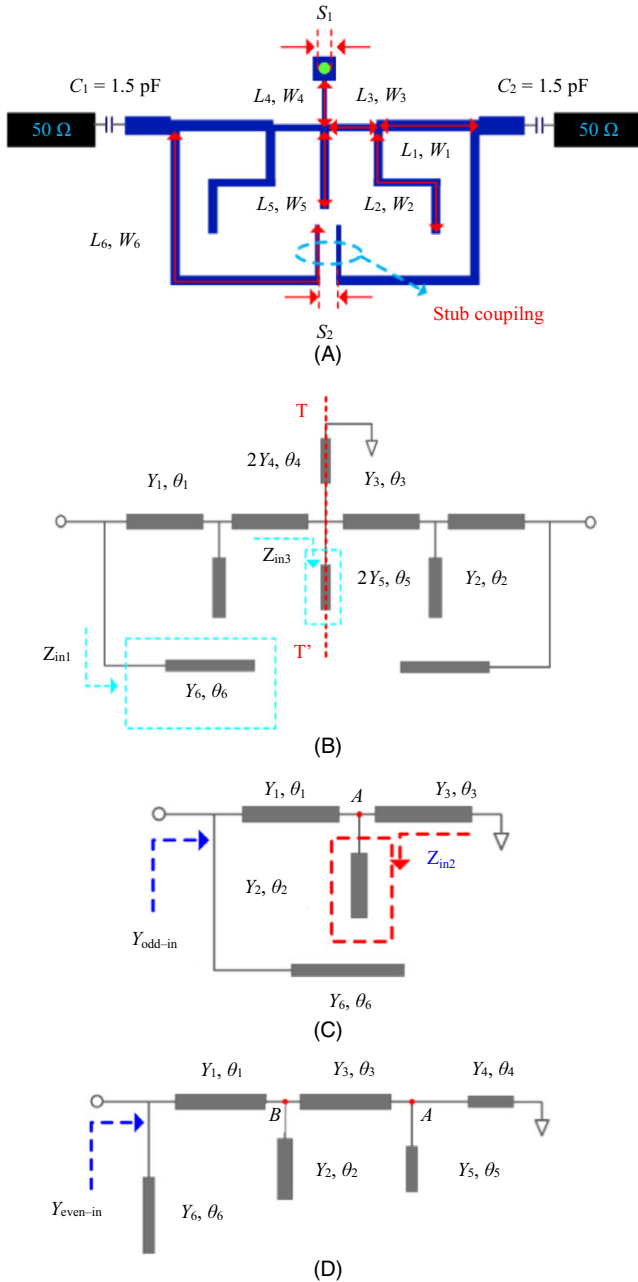 S₁
C₁ = 1.5 pF
L₄, W₄
L₃, W₃
C₂ = 1.5 pF
50 Ω
50 Ω
L₁, W₁
L₅, W₅
L₂, W₂
L₆, W₆
Stub coupilng
S₂
(A)
T
2Y₄, θ₄
Y₁, θ₁
Y₃, θ₃
Zin3
2Y₅, θ₅
Y₂, θ₂
Zin1
T'
Y₆, θ₆
(B)
Y₁, θ₁
A
Y₃, θ₃
Zin2
Y₂, θ₂
Yodd–in
Y₆, θ₆
(C)
Y₁, θ₁
Y₃, θ₃
Y₄, θ₄
B
A
Y₂, θ₂
Y₅, θ₅
Yeven–in
Y₆, θ₆
(D)